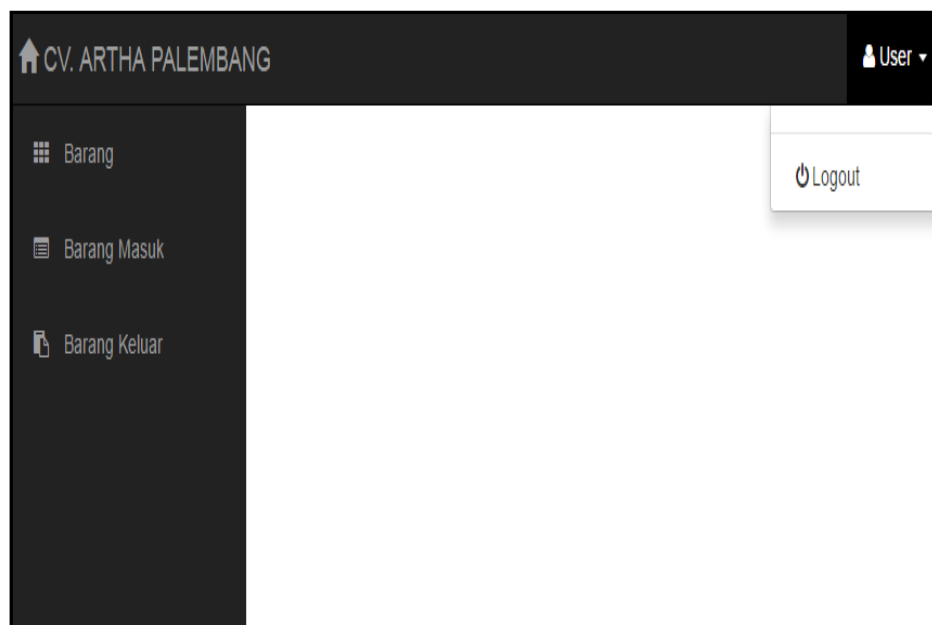 CV. ARTHA PALEMBANG
User
Barang
Barang Masuk
Barang Keluar
Logout